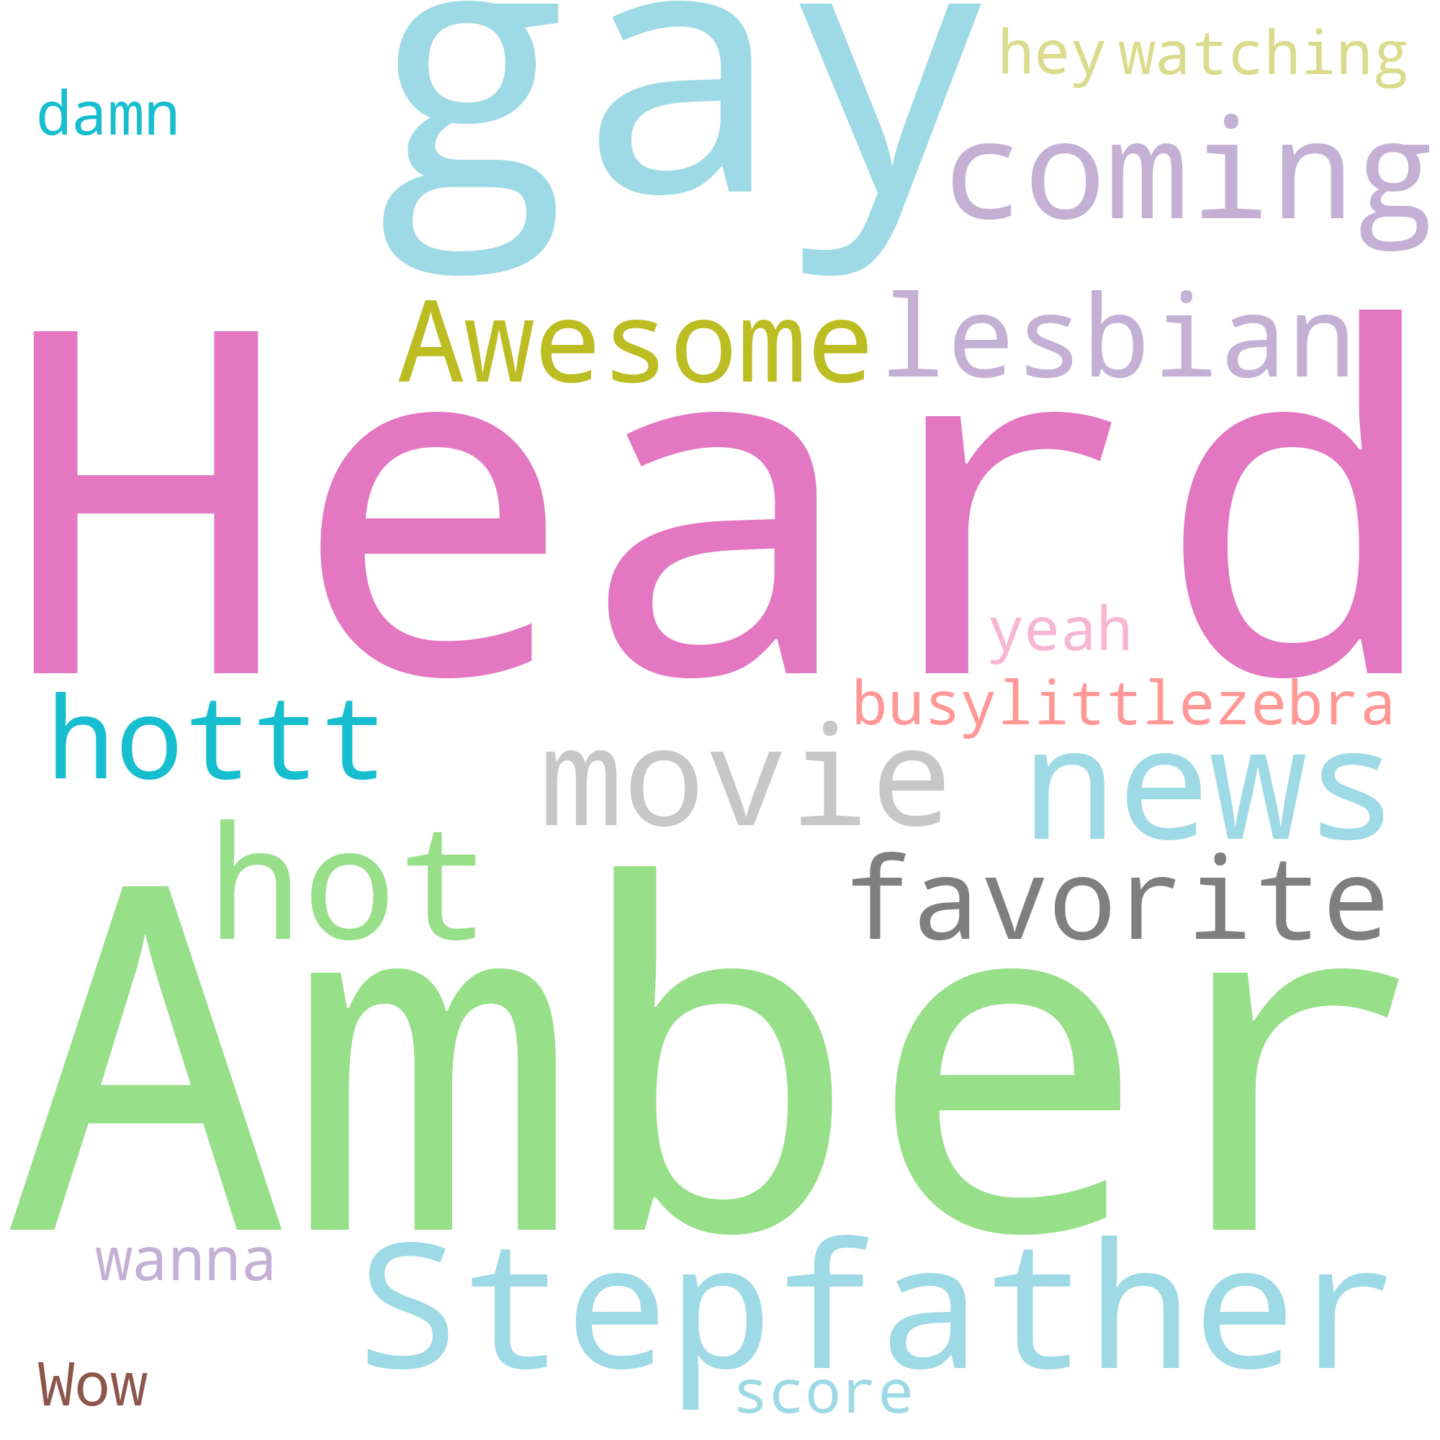 gay
hey watching
damn
coming
Awesome lesbian
Heard
yeah
busylittlezebra
hottt
movie news
hot
favorite
Amber
wanna
Stepfather
Wow
score